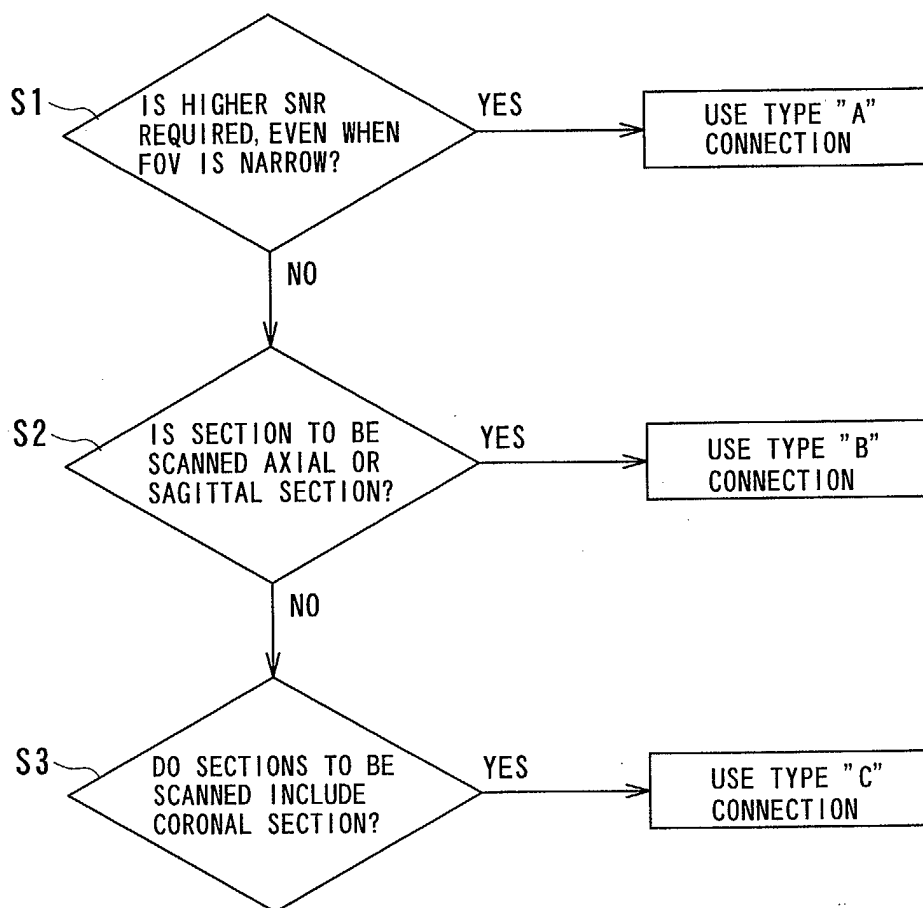 S1
IS HIGHER SNR
REQUIRED, EVEN WHEN
FOV IS NARROW?
YES
USE TYPE "A"
CONNECTION
NO
S2
IS SECTION TO BE
SCANNED AXIAL OR
SAGITTAL SECTION?
YES
USE TYPE "B"
CONNECTION
NO
S3
DO SECTIONS TO BE
SCANNED INCLUDE
CORONAL SECTION?
YES
USE TYPE "C"
CONNECTION